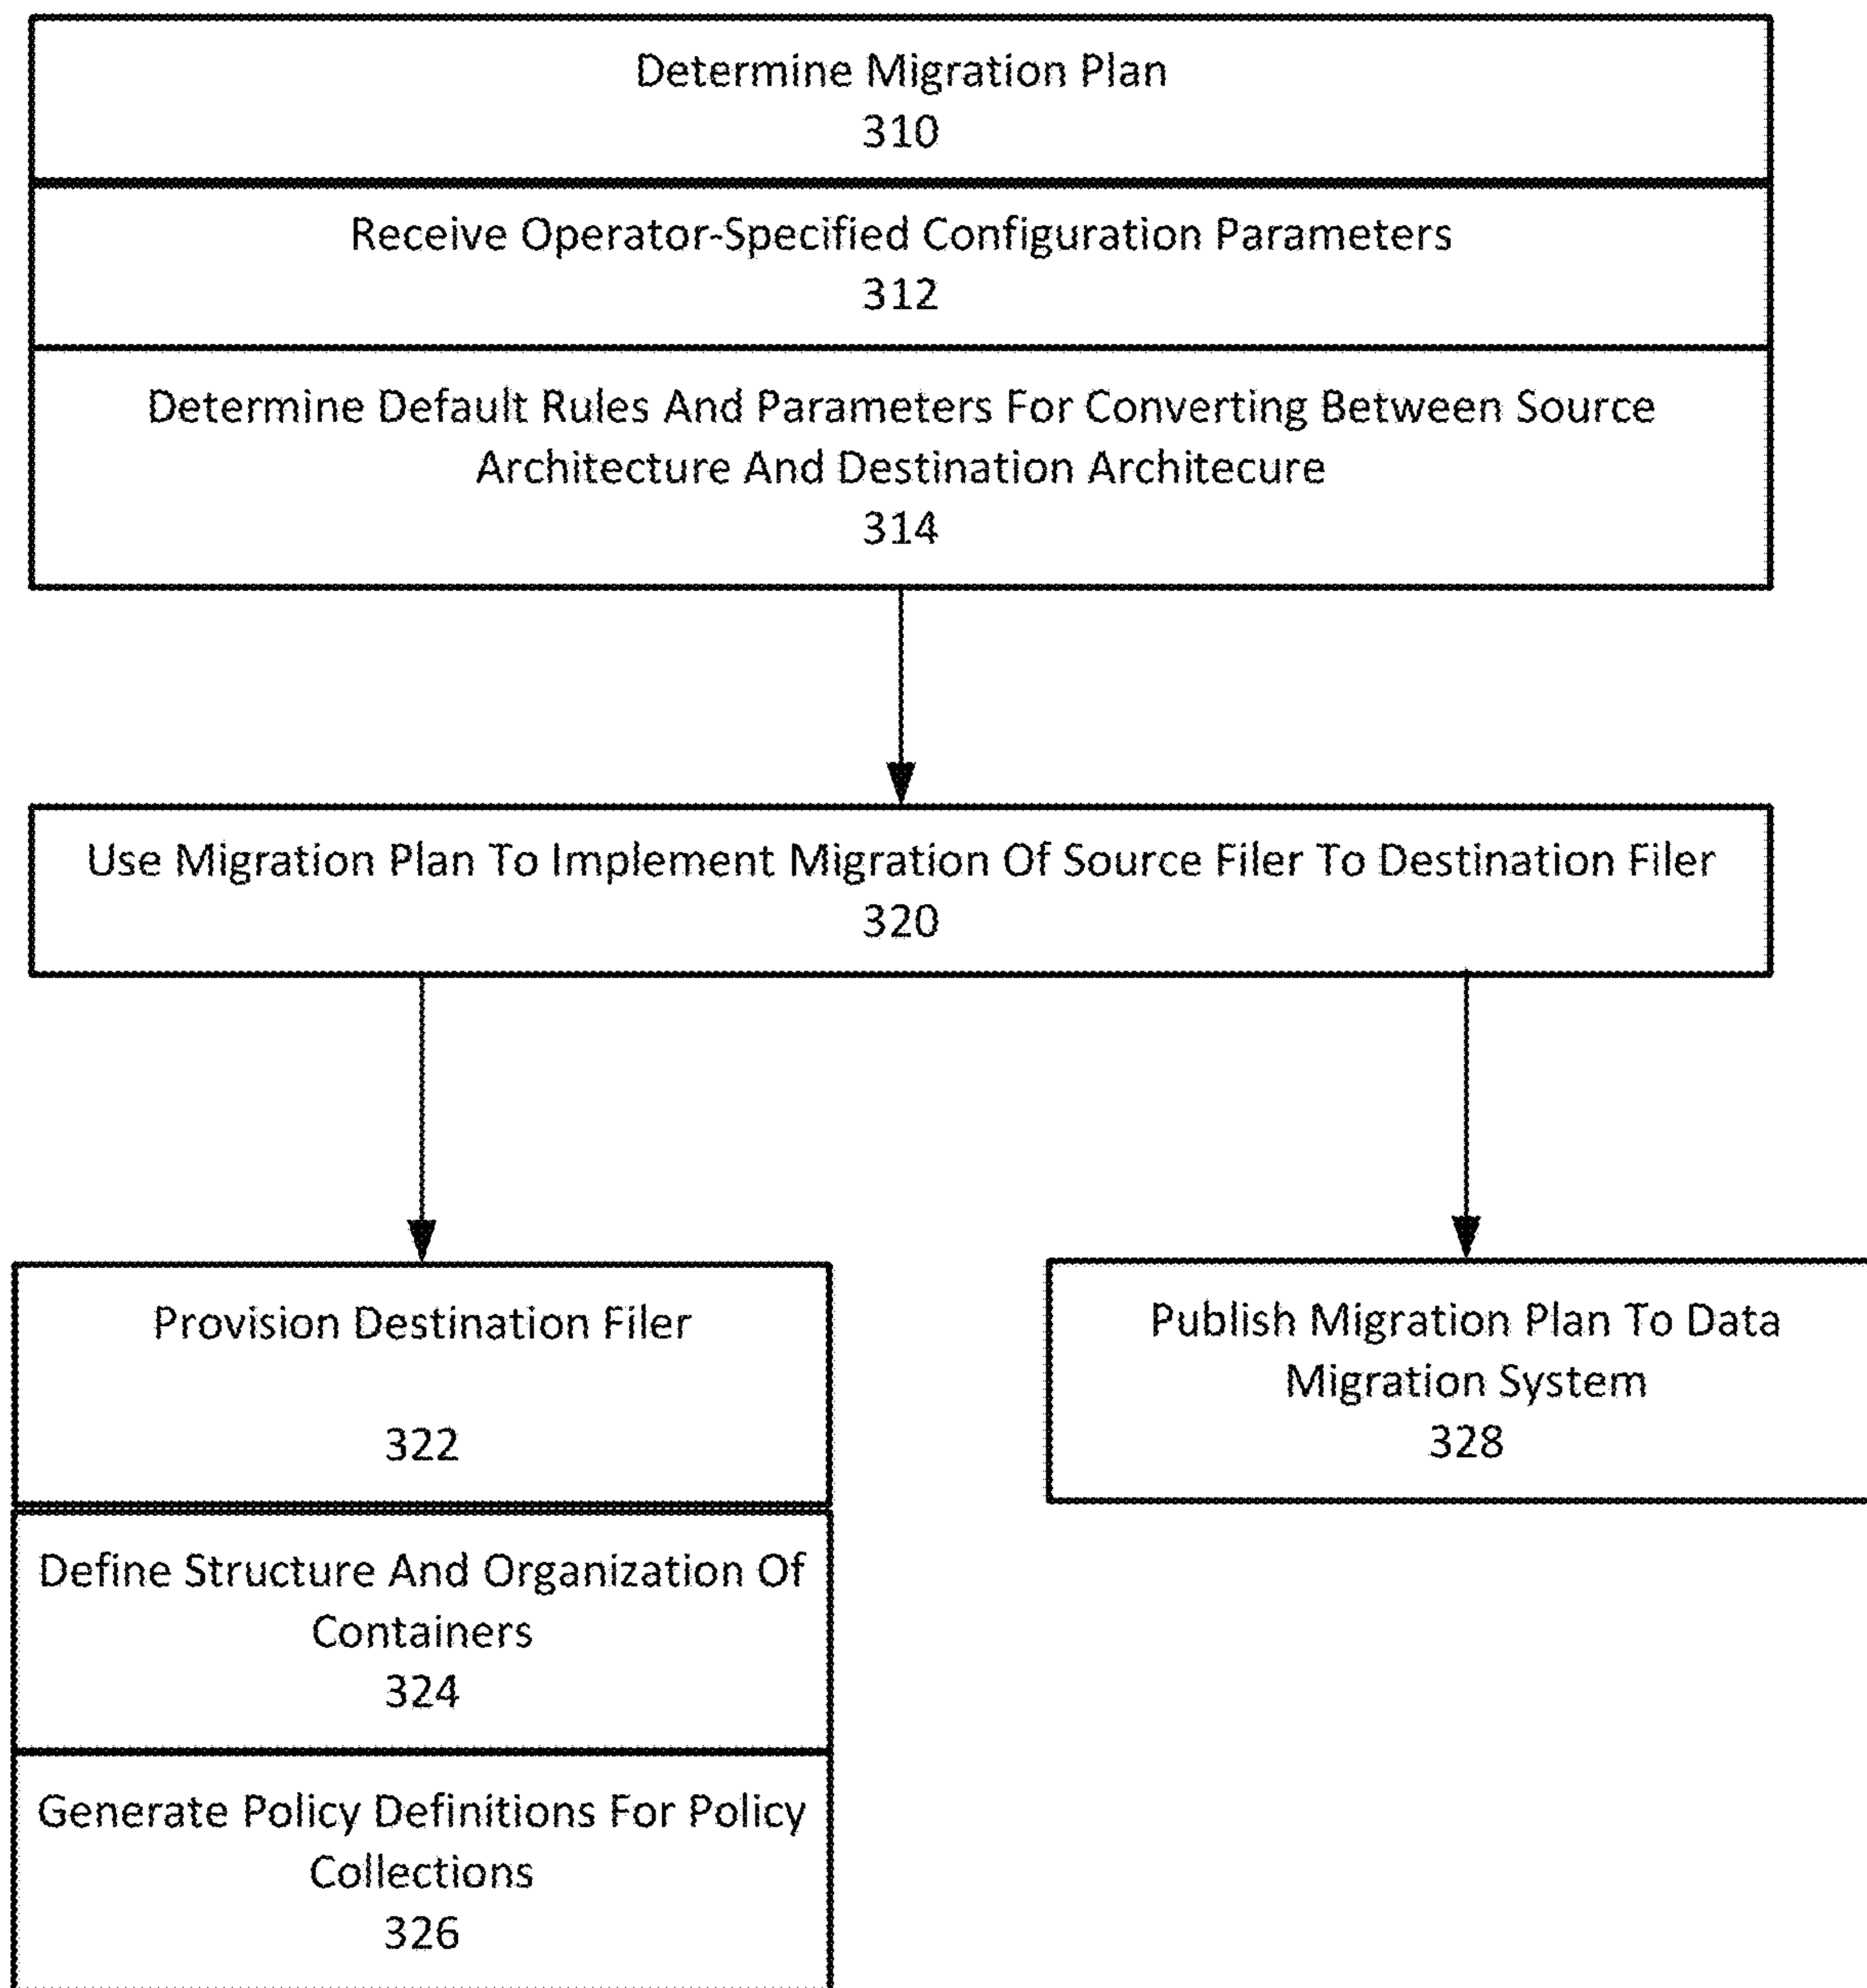 Determine Migration Plan
310
Receive Operator-Specified Configuration Parameters
312
Determine Default Rules And Parameters For Converting Between Source
Architecture And Destination Architecure
314
Use Migration Plan To Implement Migration Of Source Filer To Destination Filer
320
Provision Destination Filer
322
Define Structure And Organization Of
Containers
324
Generate Policy Definitions For Policy
Collections
326
Publish Migration Plan To Data
Migration System
328